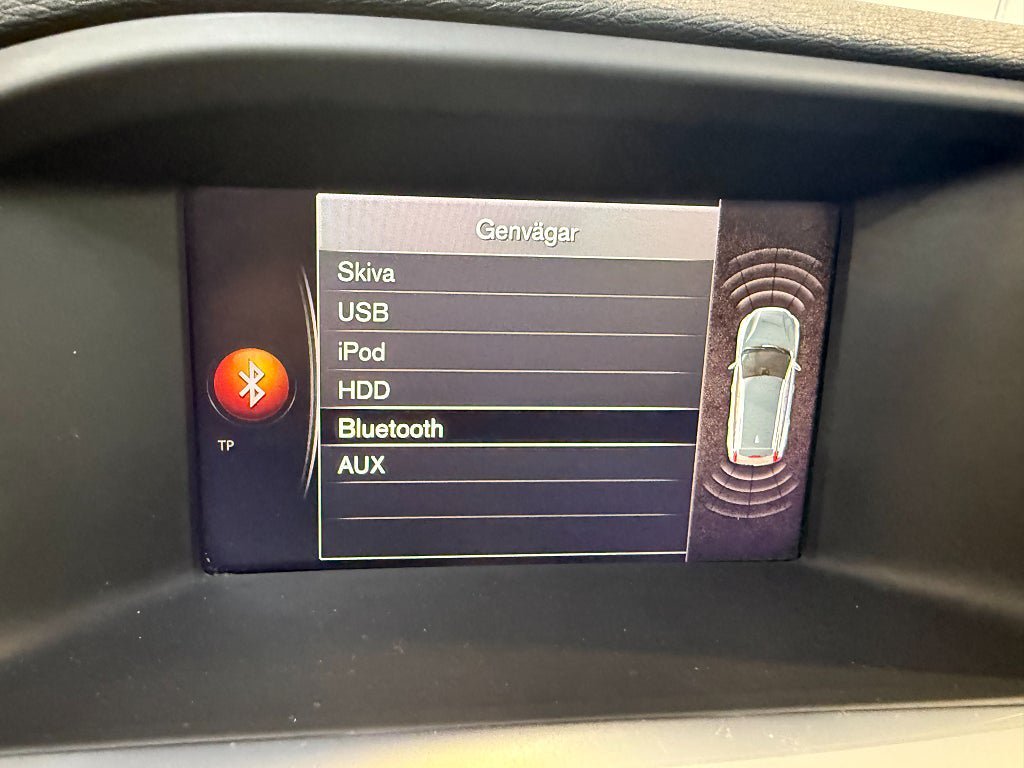 Genvägar
Skiva
USB
iPod
HDD
Bluetooth
AUX
TP